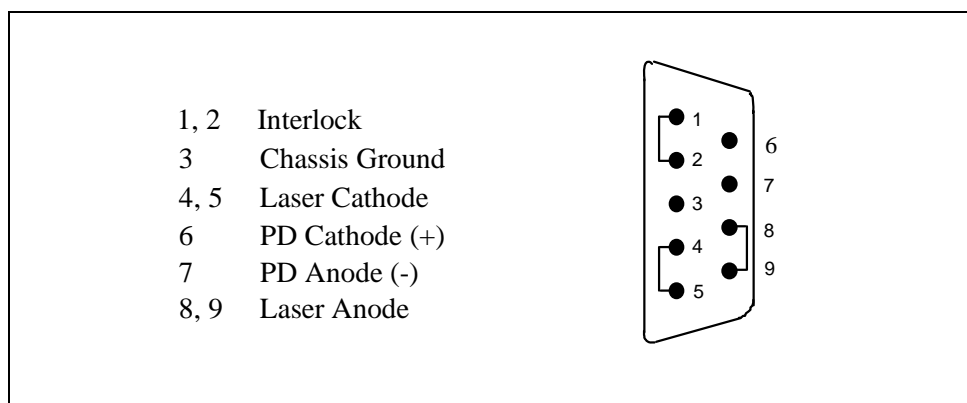 1, 2 Interlock
3 Chassis Ground
4, 5 Laser Cathode
6 PD Cathode (+)
7 PD Anode (-)
8, 9 Laser Anode
1
6
2
7
3
8
4
9
5